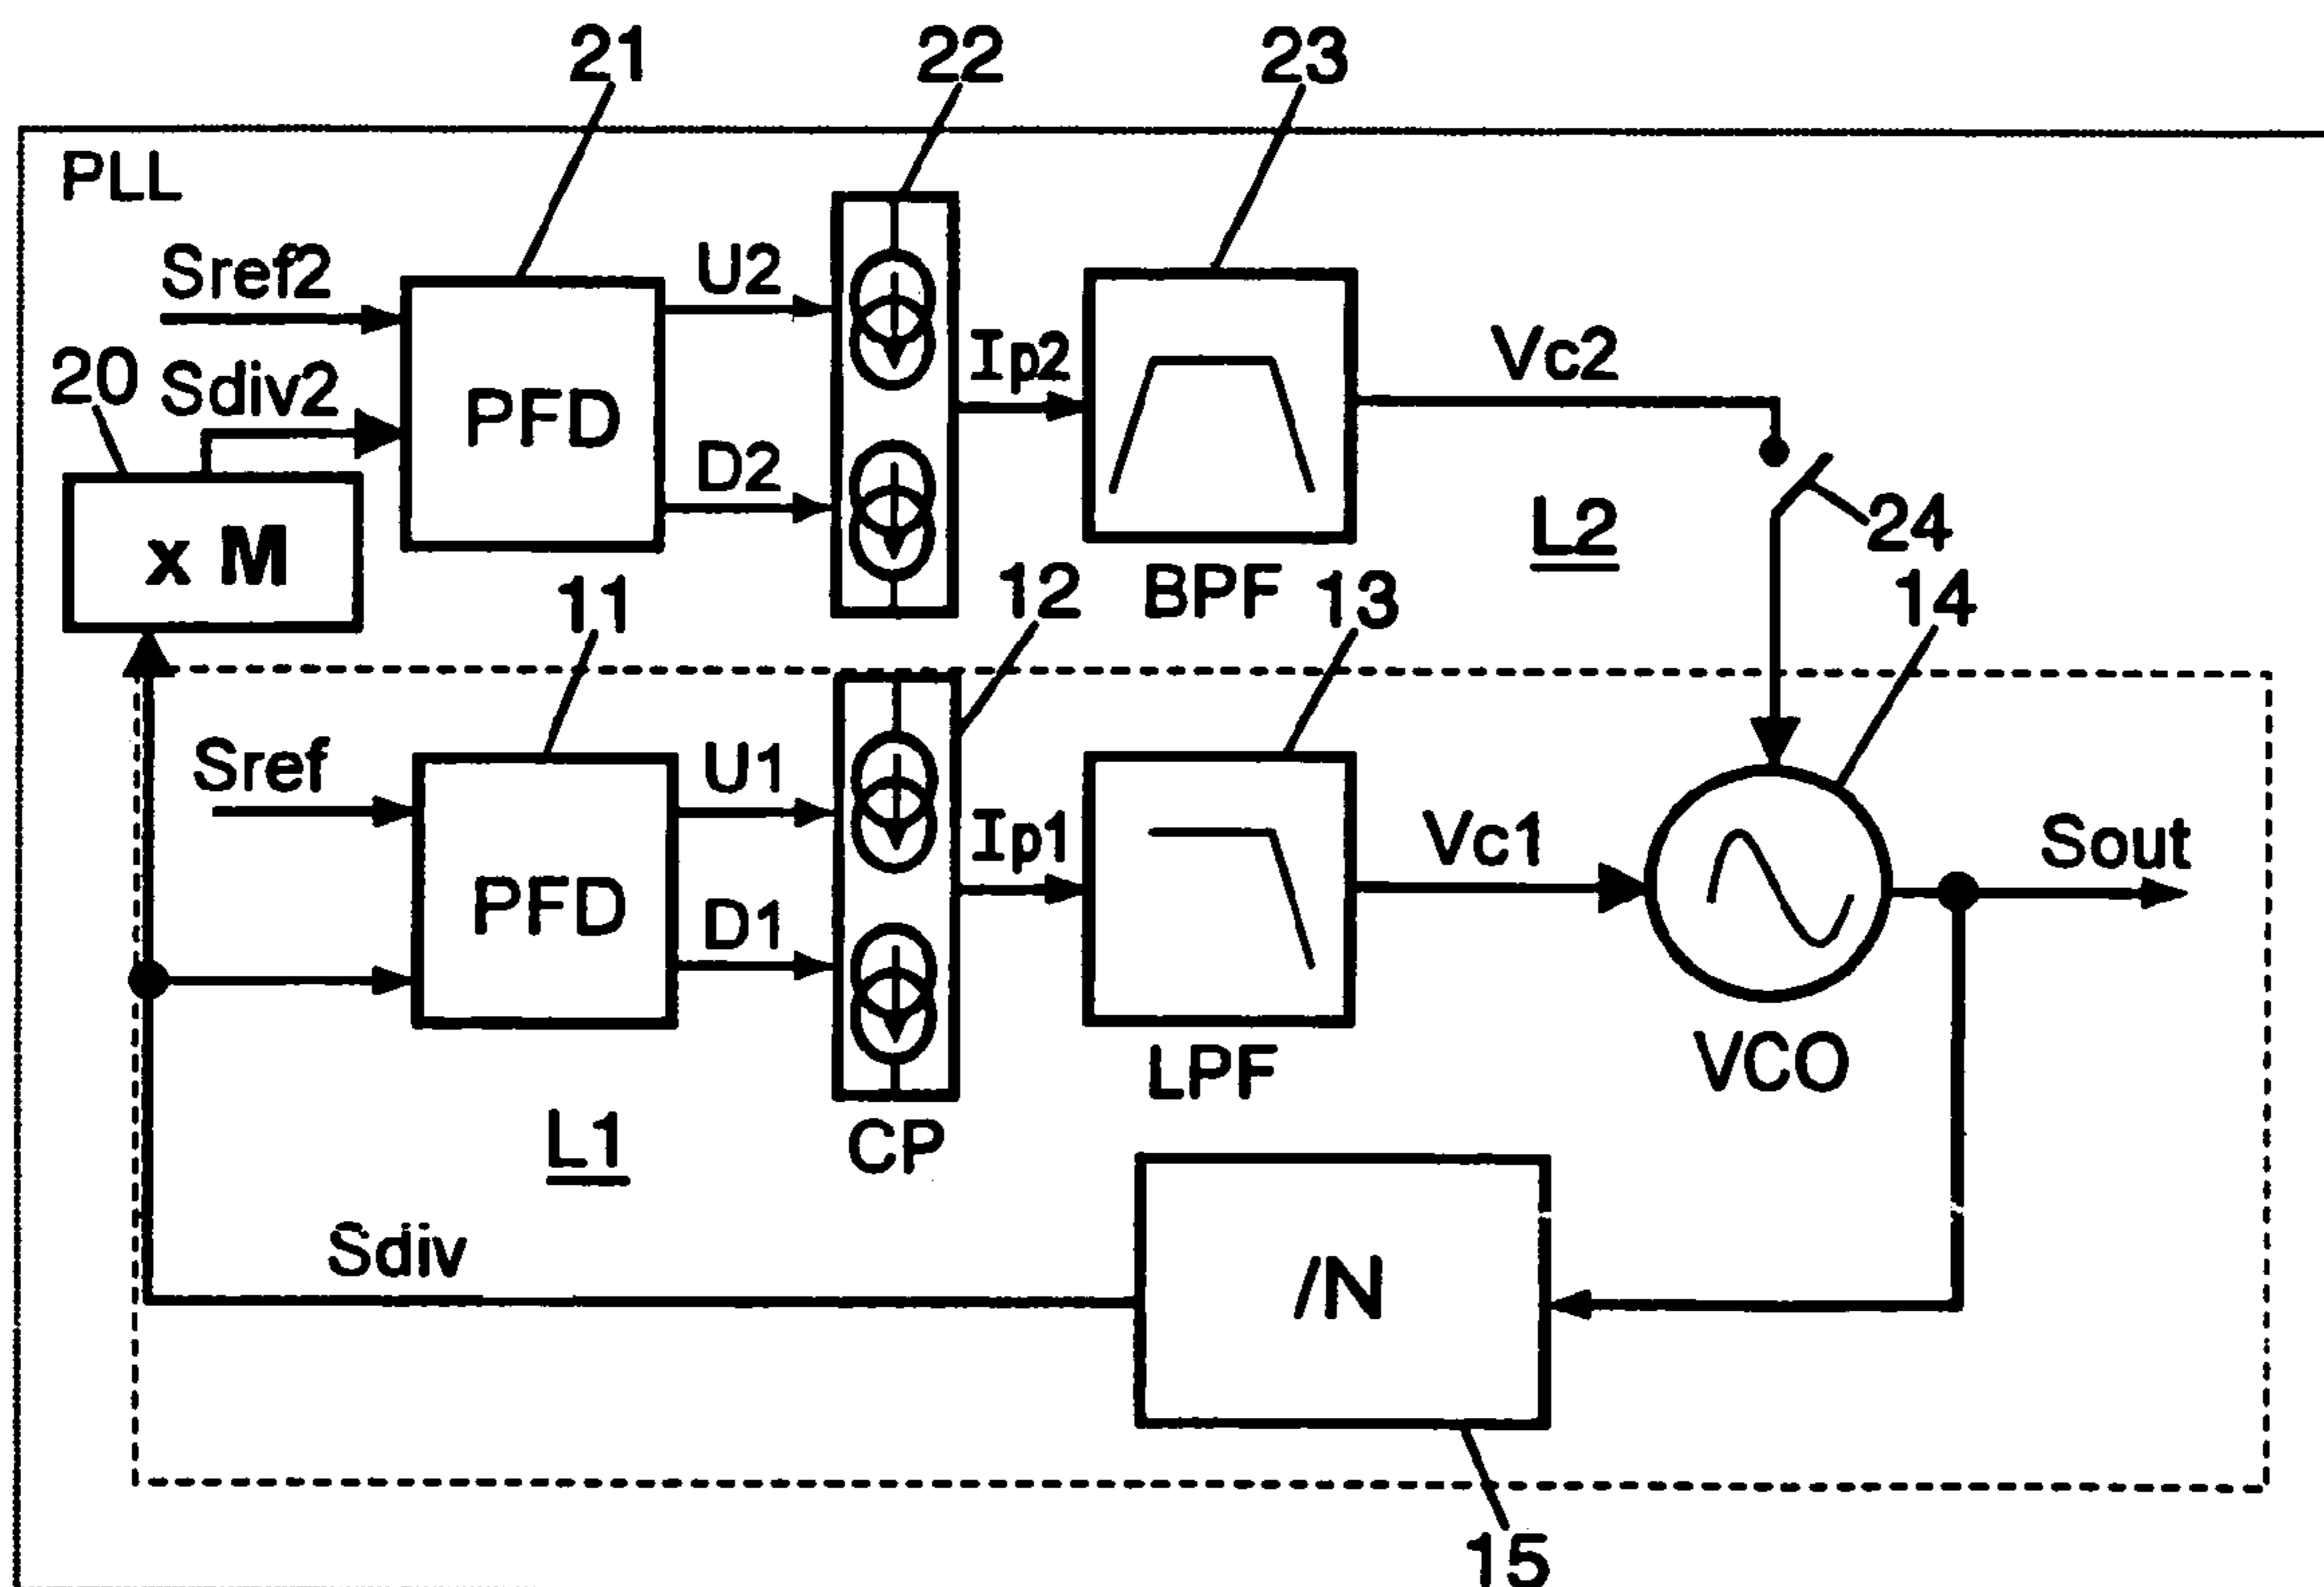 21
22
23
PLL
Sref2
U2
Ip2
Vc2
20
Sdiv2
PFD
D2
L2
24
x M
11
12
BPF
13
14
Sref
U1
Ip1
Vc1
Sout
PFD
D1
LPF
VCO
L1
CP
Sdiv
/N
15